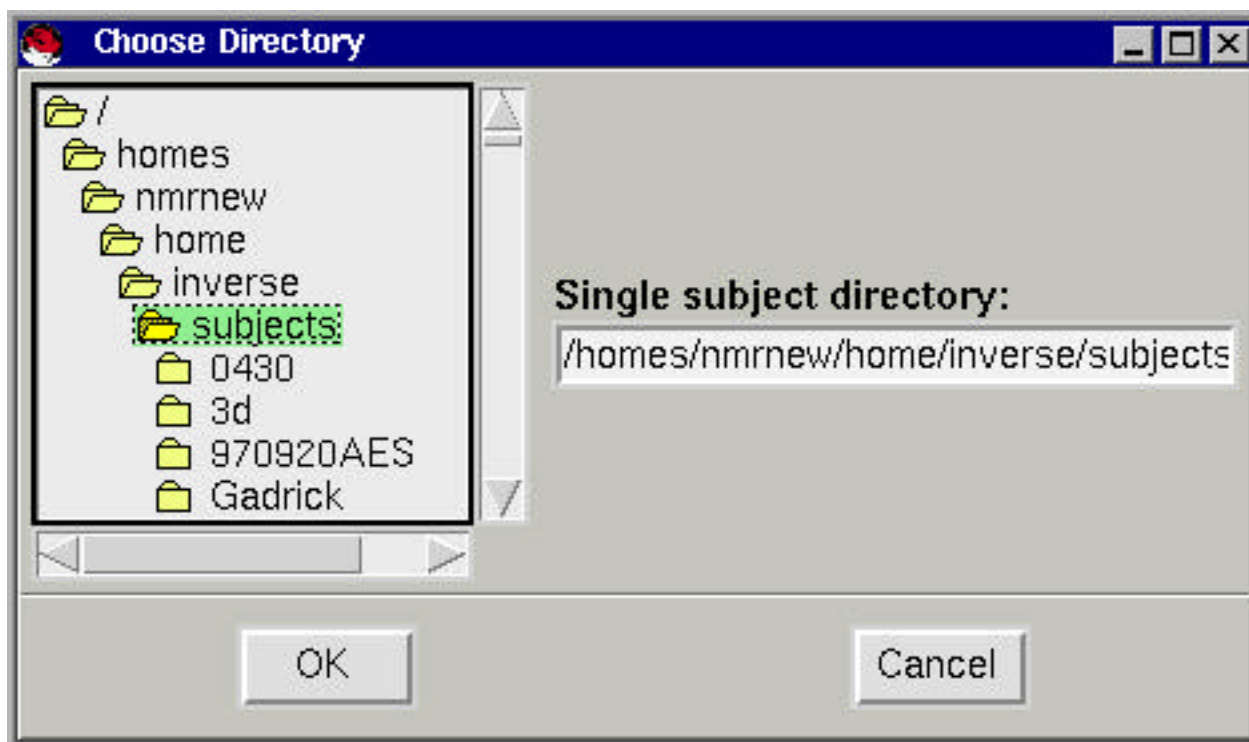 Choose Directory
/
homes
nmrnew
home
inverse
subjects
0430
3d
970920AES
Gadrick
Single subject directory:
/homes/nmrnew/home/inverse/subjects
OK
Cancel